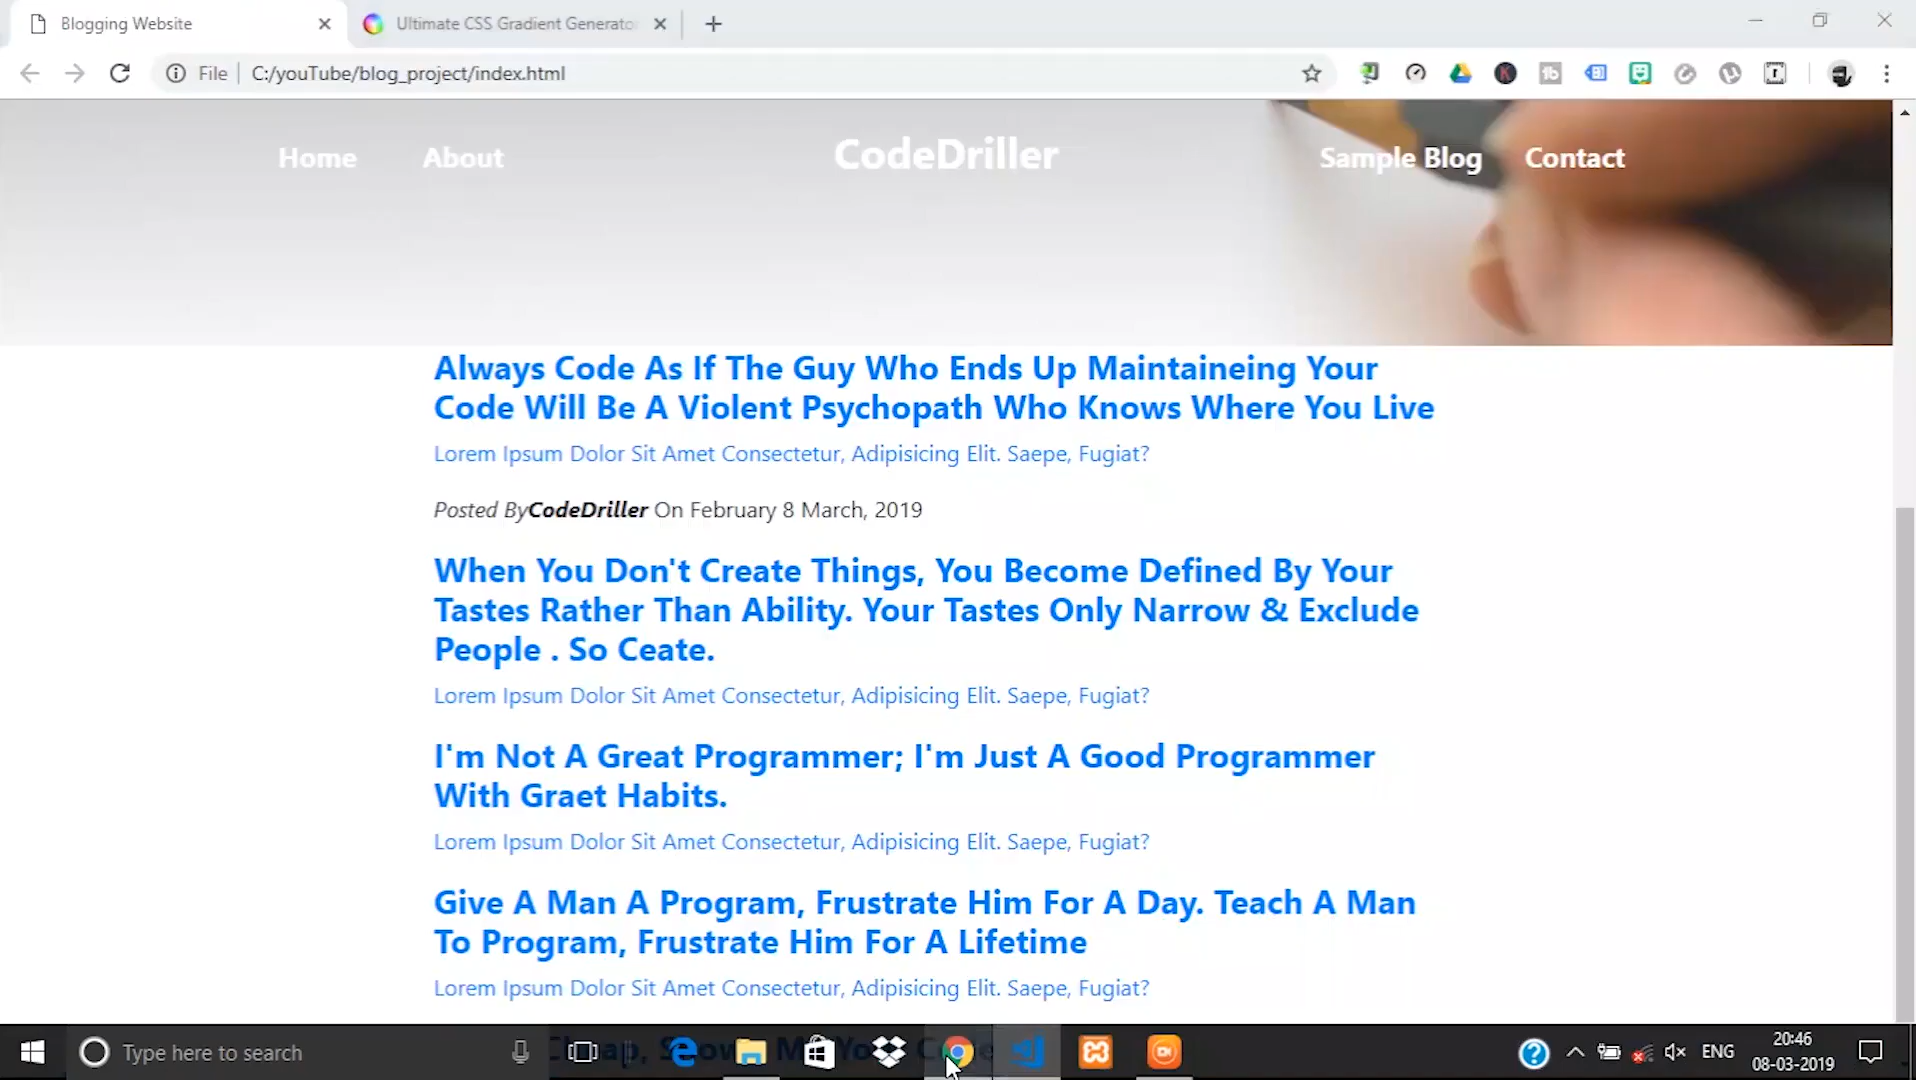 Blogging Website
Ultimate CSS Gradient Generato
File
C:/youTube/blog_project/index.html
Home
About
CodeDriller
Sample Blog
Contact
Always Code As If The Guy Who Ends Up Maintaineing Your
Code Will Be A Violent Psychopath Who Knows Where You Live
Lorem Ipsum Dolor Sit Amet Consectetur, Adipisicing Elit. Saepe, Fugiat?
Posted ByCodeDriller On February 8 March, 2019
When You Don't Create Things, You Become Defined By Your
Tastes Rather Than Ability. Your Tastes Only Narrow & Exclude
People . So Ceate.
Lorem Ipsum Dolor Sit Amet Consectetur, Adipisicing Elit. Saepe, Fugiat?
I'm Not A Great Programmer; I'm Just A Good Programmer
With Graet Habits.
Lorem Ipsum Dolor Sit Amet Consectetur, Adipisicing Elit. Saepe, Fugiat?
Give A Man A Program, Frustrate Him For A Day. Teach A Man
To Program, Frustrate Him For A Lifetime
Lorem Ipsum Dolor Sit Amet Consectetur, Adipisicing Elit. Saepe, Fugiat?
Type here to search
ENG
20:46
08-03-2019